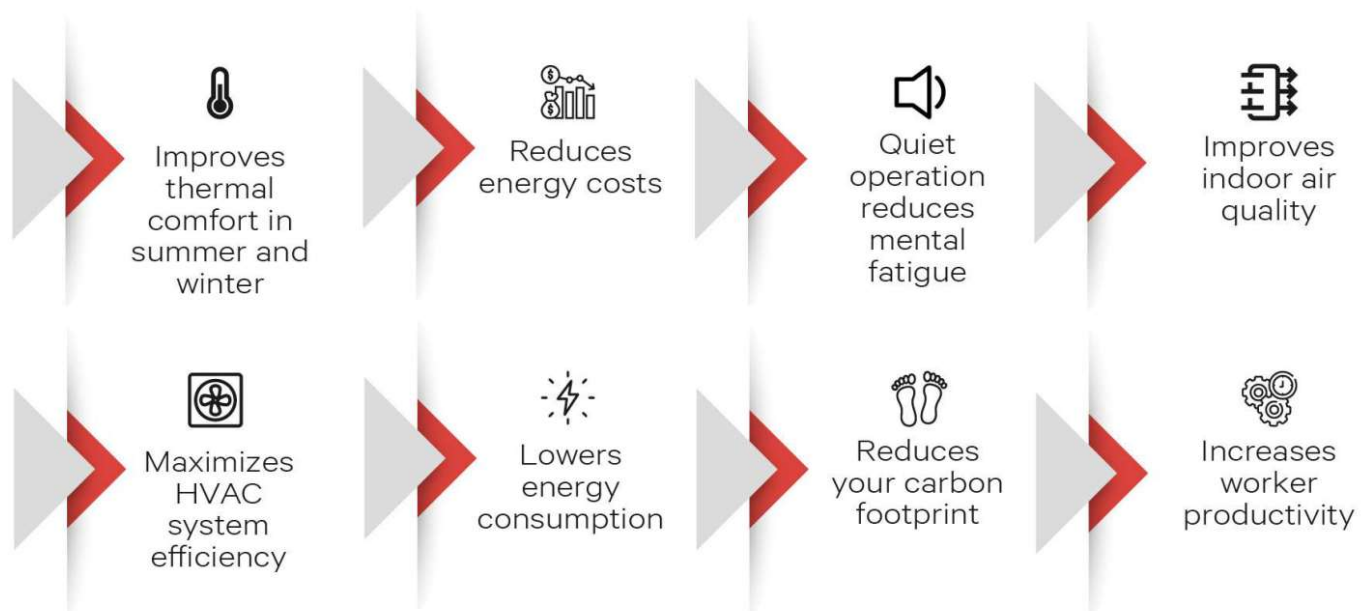 Improves
thermal
comfort in
summer and
winter
Reduces
energy costs
Quiet
operation
reduces
mental
fatigue
Improves
indoor air
quality
Maximizes
HVAC
system
efficiency
Lowers
energy
consumption
Reduces
your carbon
footprint
Increases
worker
productivity